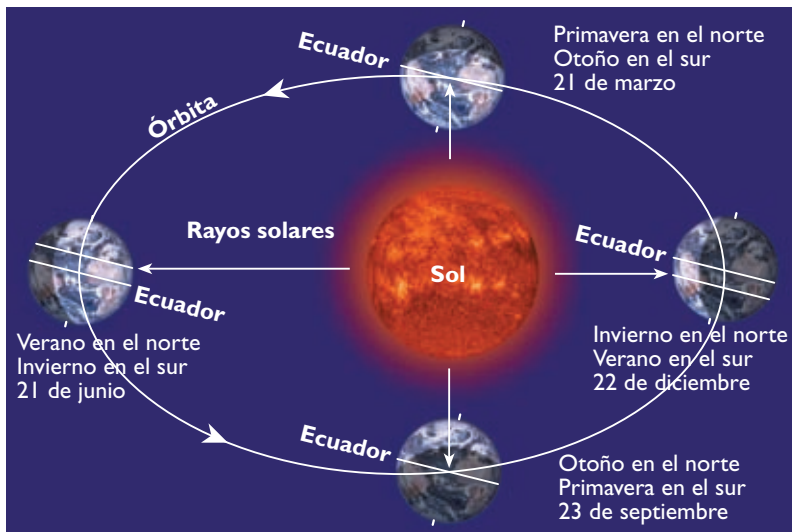 Ecuador
Primavera en el norte
Otoño en el sur
21 de marzo
Órbita
Rayos solares
Sol
Ecuador
Ecuador
Verano en el norte
Invierno en el sur
21 de junio
Invierno en el norte
Verano en el sur
22 de diciembre
Ecuador
Otoño en el norte
Primavera en el sur
23 de septiembre